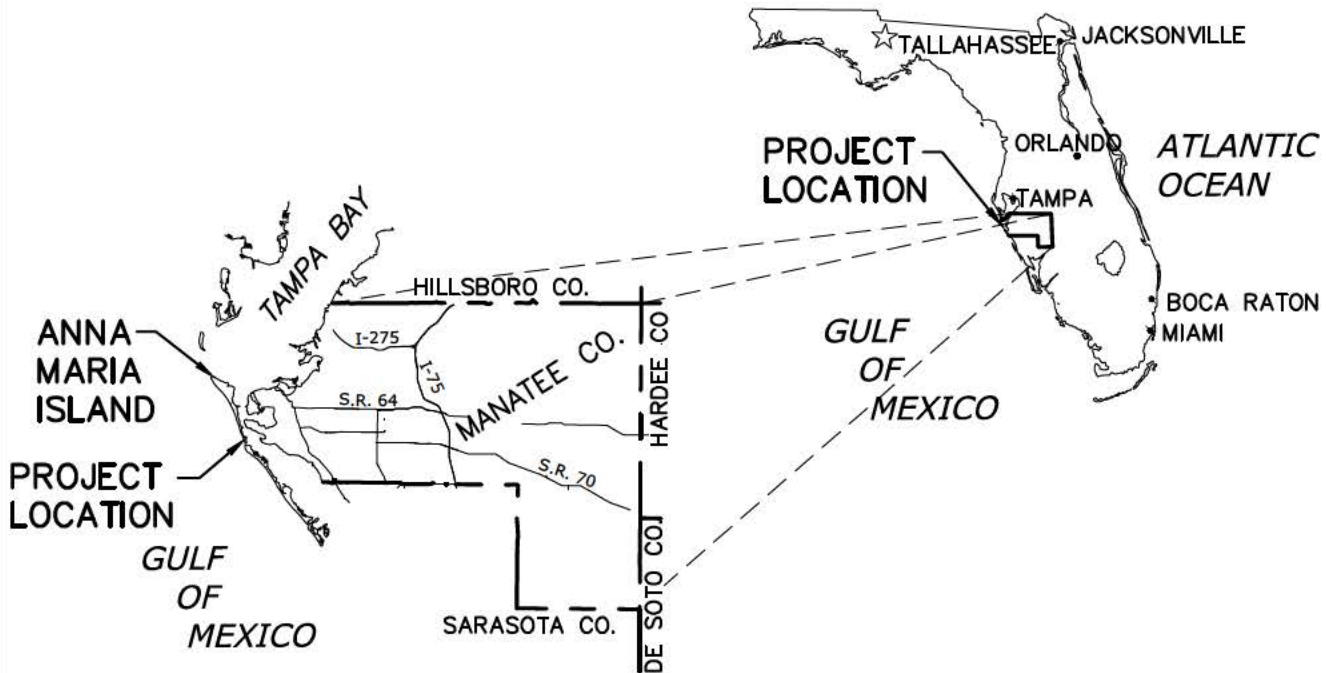 TALLAHASSEE
JACKSONVILLE
ORLANDO
ATLANTIC
OCEAN
PROJECT
LOCATION
TAMPA
BOCA RATON
MIAMI
GULF
OF
MEXICO
TAMPA BAY
HILLSBORO CO.
ANNA
MARIA
ISLAND
I-275
I-75
MANATEE CO.
HARDEE CO.
S.R. 64
S.R. 70
PROJECT
LOCATION
GULF
OF
MEXICO
SARASOTA CO.
DE SOTO CO.